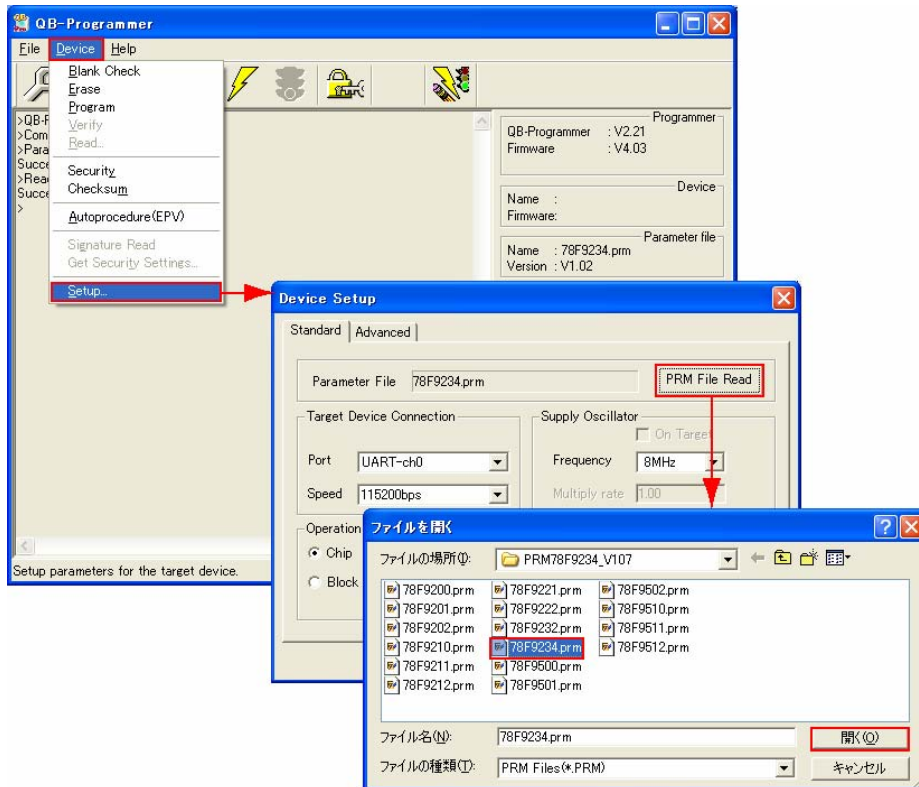 QB-Programmer
File Device Help
Blank Check
Erase
Program
Verify
Read...
Security
Checksum
Autoprocedure(EPV)
Signature Read
Get Security Settings...
Setup...
>QB-P
>Com
>Para
Succe
>Read
Succe
>
Programmer
QB-Programmer : V2.21
Firmware : V4.03
Device
Name :
Firmware:
Parameter file
Name : 78F9234.prm
Version : V1.02
Setup parameters for the target device.
Device Setup
Standard Advanced
Parameter File 78F9234.prm PRM File Read
Target Device Connection
Port UART-ch0
Speed 115200bps
Supply Oscillator
On Target
Frequency 8MHz
Multiply rate 1.00
Operation
Chip
Block
ファイルを開く
ファイルの場所(I): PRM78F9234_V107
78F9200.prm 78F9221.prm 78F9502.prm
78F9201.prm 78F9222.prm 78F9510.prm
78F9202.prm 78F9232.prm 78F9511.prm
78F9210.prm 78F9234.prm 78F9512.prm
78F9211.prm 78F9500.prm
78F9212.prm 78F9501.prm
ファイル名(N): 78F9234.prm 開く(O)
ファイルの種類(T): PRM Files(*.PRM) キャンセル